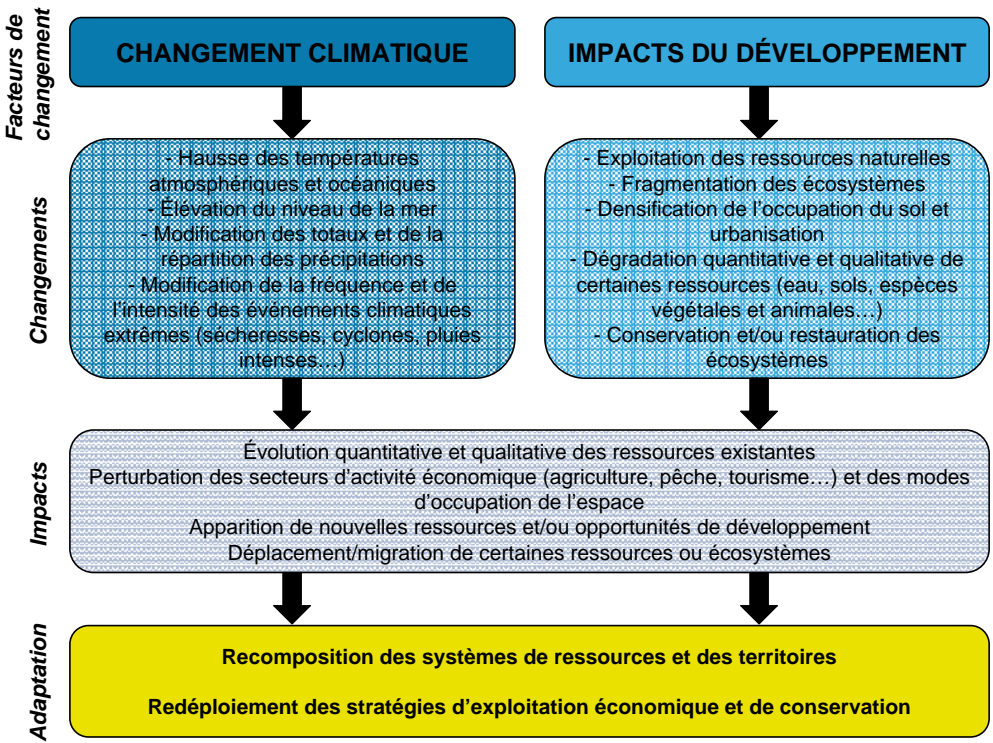 Facteurs de
changement
CHANGEMENT CLIMATIQUE
IMPACTS DU DÉVELOPPEMENT
Changements
- Hausse des températures
atmosphériques et océaniques
- Élévation du niveau de la mer
- Modification des totaux et de la
répartition des précipitations
- Modification de la fréquence et de
l'intensité des événements climatiques
extrêmes (sécheresses, cyclones, pluies
intenses…)
- Exploitation des ressources naturelles
- Fragmentation des écosystèmes
- Densification de l'occupation du sol et
urbanisation
- Dégradation quantitative et qualitative de
certaines ressources (eau, sols, espèces
végétales et animales…)
- Conservation et/ou restauration des
écosystèmes
Impacts
Évolution quantitative et qualitative des ressources existantes
Perturbation des secteurs d'activité économique (agriculture, pêche, tourisme…) et des modes
d'occupation de l'espace
Apparition de nouvelles ressources et/ou opportunités de développement
Déplacement/migration de certaines ressources ou écosystèmes
Adaptation
Recomposition des systèmes de ressources et des territoires
Redéploiement des stratégies d'exploitation économique et de conservation